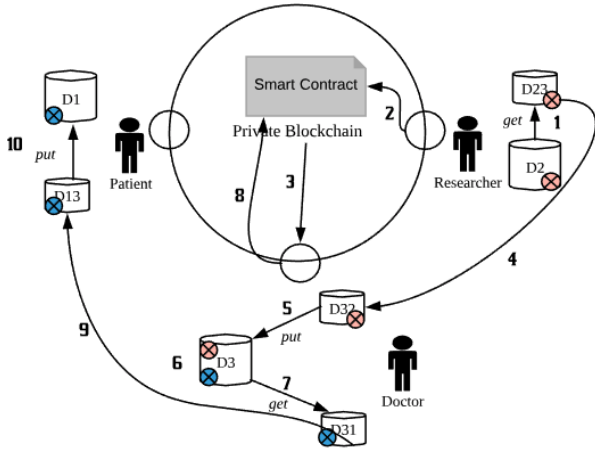 D1
10
put
D13
Patient
Smart Contract
Private Blockchain
2
3
8
Researcher
D23
get
1
D2
4
D32
5
put
6
D3
7
get
9
D31
Doctor